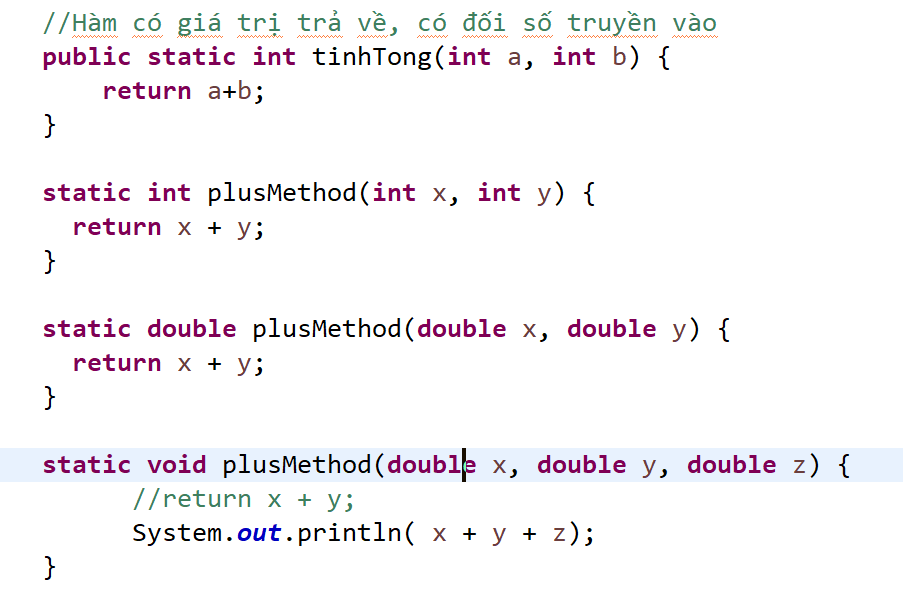 //Hàm có giá trị trả về, có đối số truyền vào
public static int tinhTong(int a, int b) {
return a+b;
}
static int plusMethod(int x, int y) {
return x + y;
}
static double plusMethod(double x, double y) {
return x + y;
}
static void plusMethod(double x, double y, double z) {
//return x + y;
System.out.println( x + y + z);
}